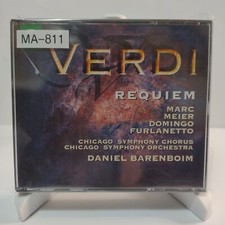 MA-811
VERDI
REQUIEM
MARC
MEIER
DOMINGO
FURLANETTO
CHICAGO SYMPHONY CHORUS
CHICAGO SYMPHONY ORCHESTRA
DANIEL BARENBOIM